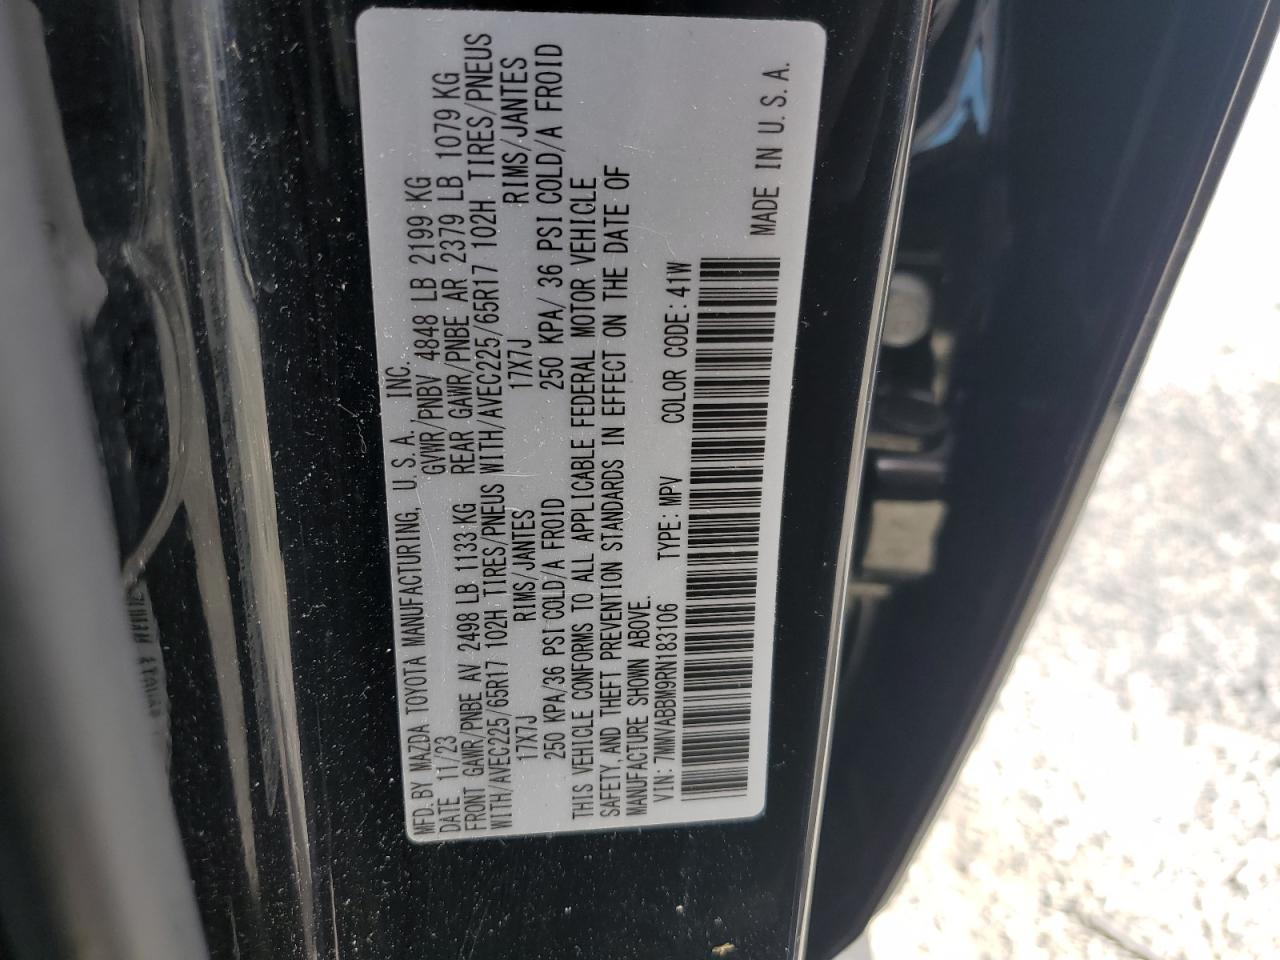 MFD. BY MAZDA TOYOTA MANUFACTURING, U.S.A., INC.
DATE 11/23 GVWR/PNBV 4848 LB 2199 KG
FRONT GAWR/PNBE AV 2498 LB 1133 KG REAR GAWR/PNBE AR 2379 LB 1079 KG
WITH/AVEC225/65R17 102H TIRES/PNEUS WITH/AVEC225/65R17 102H TIRES/PNEUS
17X7J RIMS/JANTES 17X7J RIMS/JANTES
250 KPA/36 PSI COLD/A FROID 250 KPA/ 36 PSI COLD/A FROID
THIS VEHICLE CONFORMS TO ALL APPLICABLE FEDERAL MOTOR VEHICLE
SAFETY, AND THEFT PREVENTION STANDARDS IN EFFECT ON THE DATE OF
MANUFACTURE SHOWN ABOVE.
VIN: 7MMVABBM9RN183106 TYPE: MPV COLOR CODE: 41W
MADE IN U.S.A.